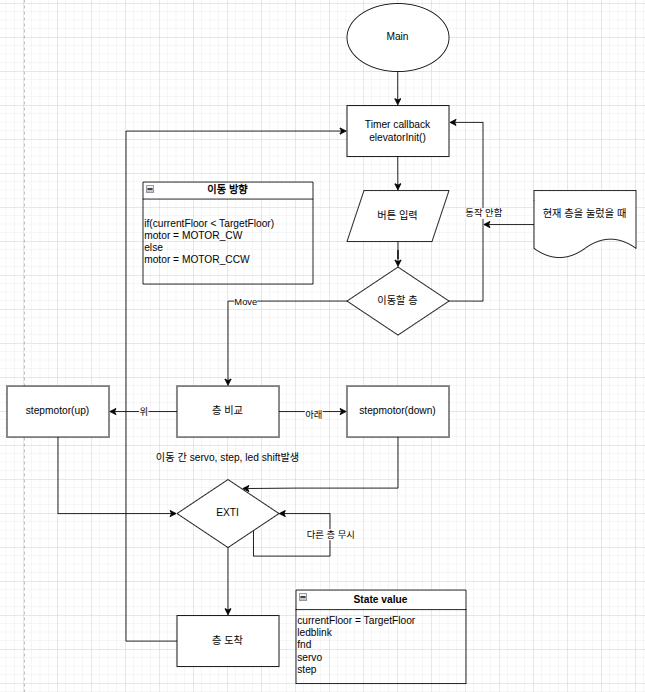 Main
Timer callback
elevatorInit()
이동 방향
if(currentFloor < TargetFloor)
motor = MOTOR_CW
else
motor = MOTOR_CCW
버튼 입력
동작 안함
현재 층을 눌렀을 때
이동할 층
Move
stepmotor(up)
위
층 비교
아래
stepmotor(down)
이동 간 servo, step, led shift발생
EXTI
다른 층 무시
층 도착
State value
currentFloor = TargetFloor
ledblink
fnd
servo
step